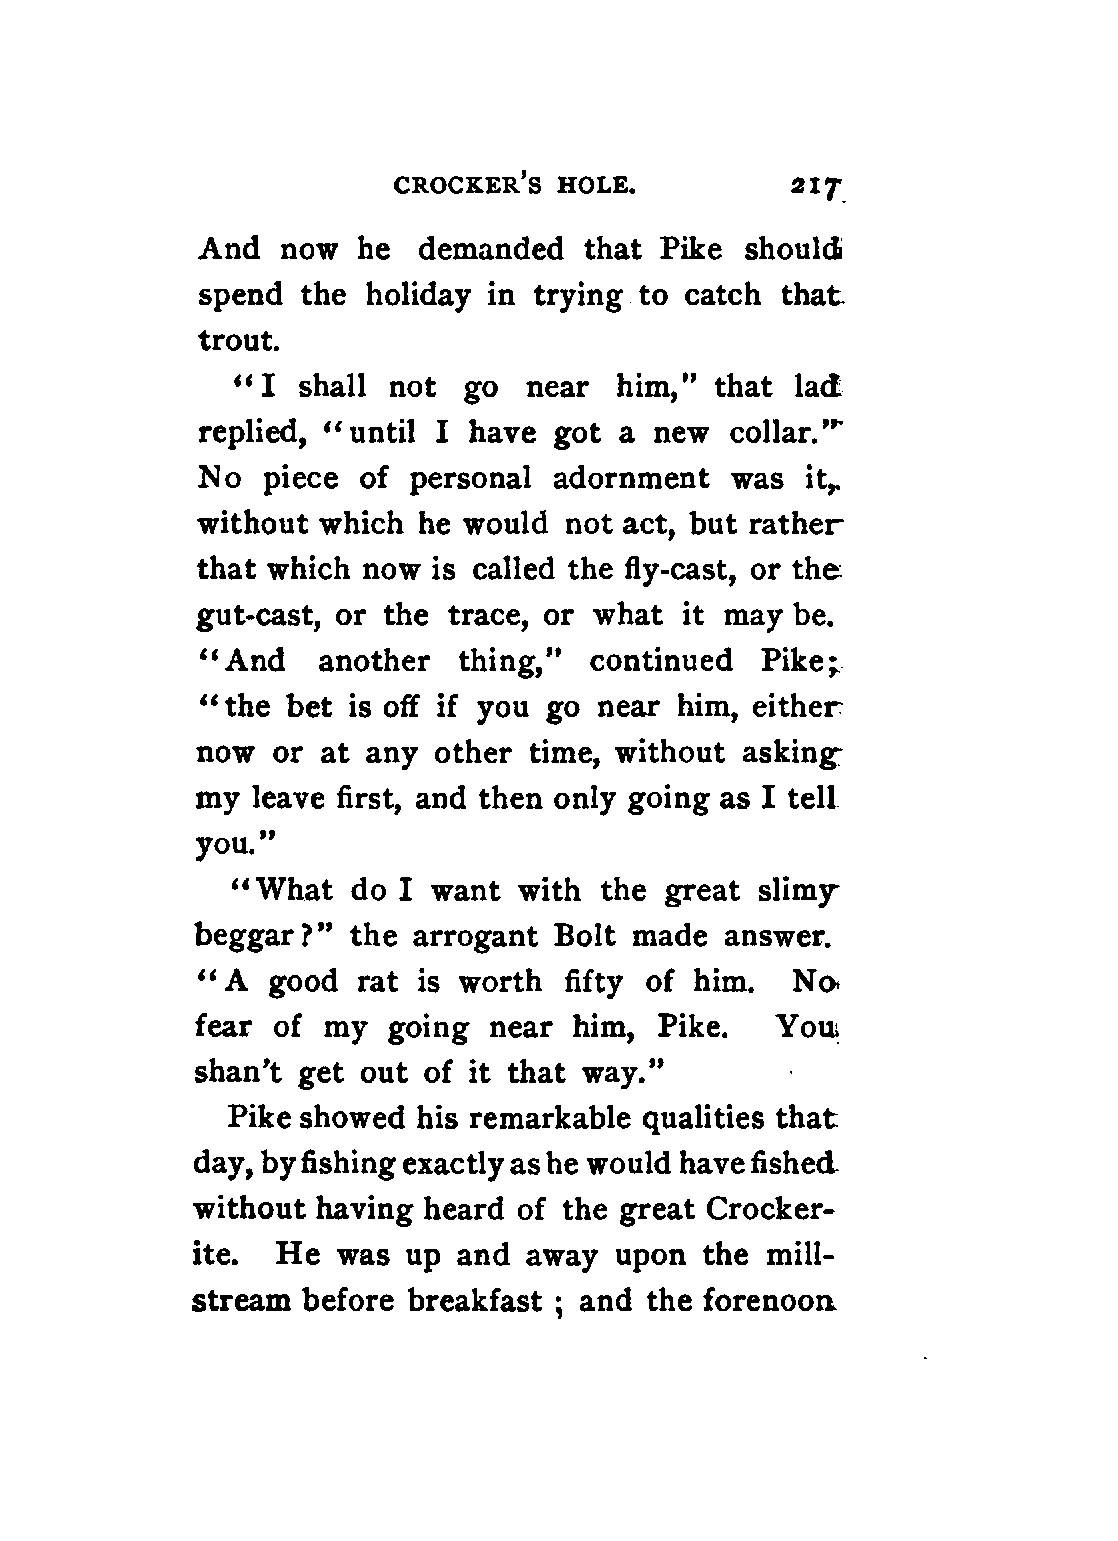 CROCKER'S HOLE. 217
And now he demanded that Pike should
spend the holiday in trying to catch that
trout.
"I shall not go near him," that lad
replied, "until I have got a new collar."
No piece of personal adornment was it,
without which he would not act, but rather
that which now is called the fly-cast, or the
gut-cast, or the trace, or what it may be.
"And another thing," continued Pike;
"the bet is off if you go near him, either
now or at any other time, without asking
my leave first, and then only going as I tell
you."
"What do I want with the great slimy
beggar?" the arrogant Bolt made answer.
"A good rat is worth fifty of him. No
fear of my going near him, Pike. You
shan't get out of it that way."
Pike showed his remarkable qualities that
day, by fishing exactly as he would have fished
without having heard of the great Crocker-
ite. He was up and away upon the mill-
stream before breakfast; and the forenoon